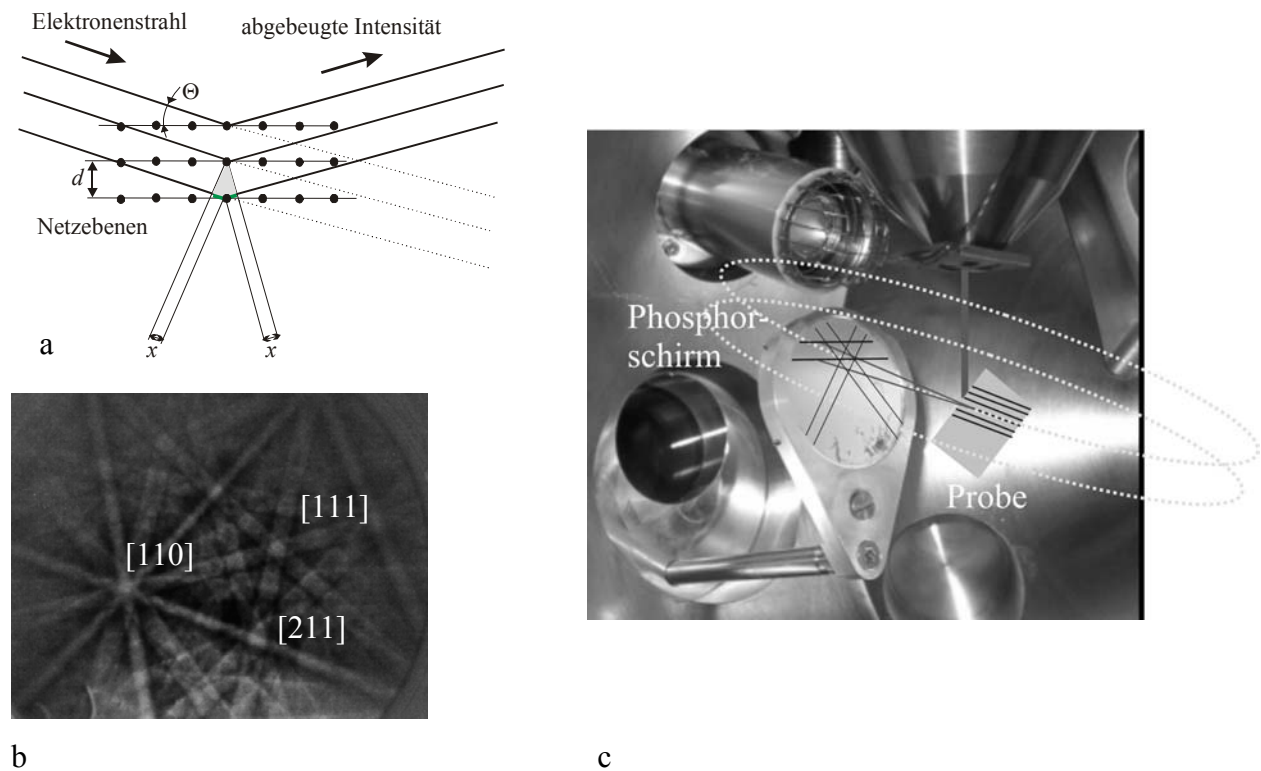 Elektronenstrahl
abgebeugte Intensität
Θ
d
Netzebenen
x
x
a
[111]
[110]
[211]
b
Phosphor-
schirm
Probe
c